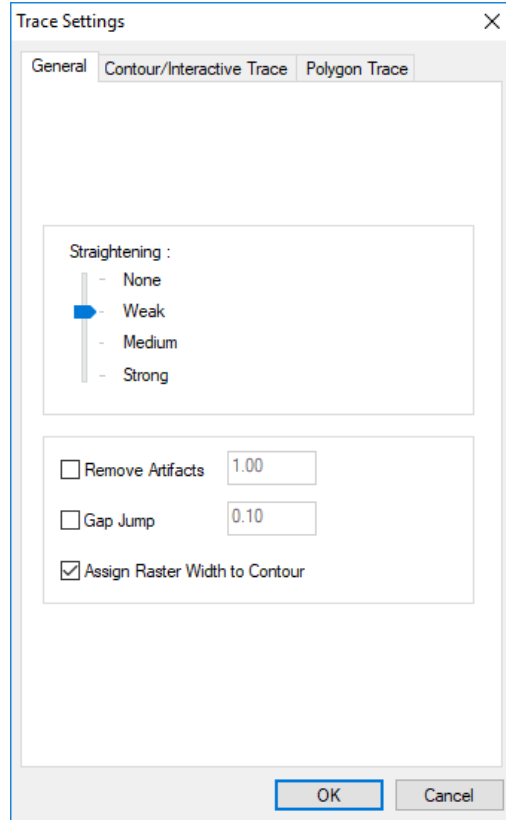 Trace Settings
General Contour/Interactive Trace Polygon Trace
Straightening :
None
Weak
Medium
Strong
Remove Artifacts 1.00
Gap Jump 0.10
Assign Raster Width to Contour
OK Cancel